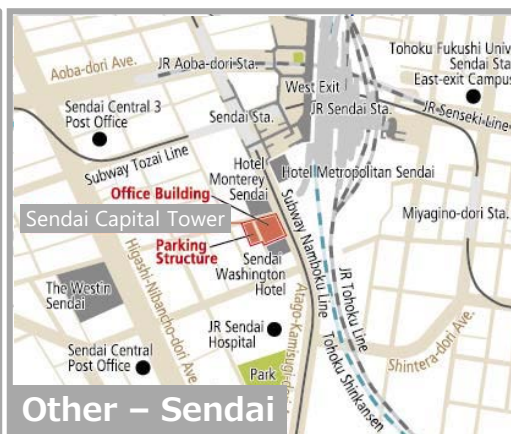 Aoba-dori Ave.
JR Aoba-dori Sta.
West Exit
JR Sendai Sta.
Tohoku Fukushi Univ
Sendai Sta.
East-exit Campus
JR Senseki Line
Sendai Central 3
Post Office
Sendai Sta.
Subway Tozai Line
Hotel
Monterey
Sendai
Hotel Metropolitan Sendai
Office Building
Sendai Capital Tower
Parking
Structure
Miyagino-dori Sta.
Subway Namboku Line
Sendai
Washington
Hotel
Higashi-Nibancho-dori Ave.
The Westin
Sendai
JR Tohoku Line
JR Sendai
Hospital
Atago-Kamisugi-d
Shintera-dori Ave.
Tohoku Shinkansen
Sendai Central
Post Office
Park
Other – Sendai